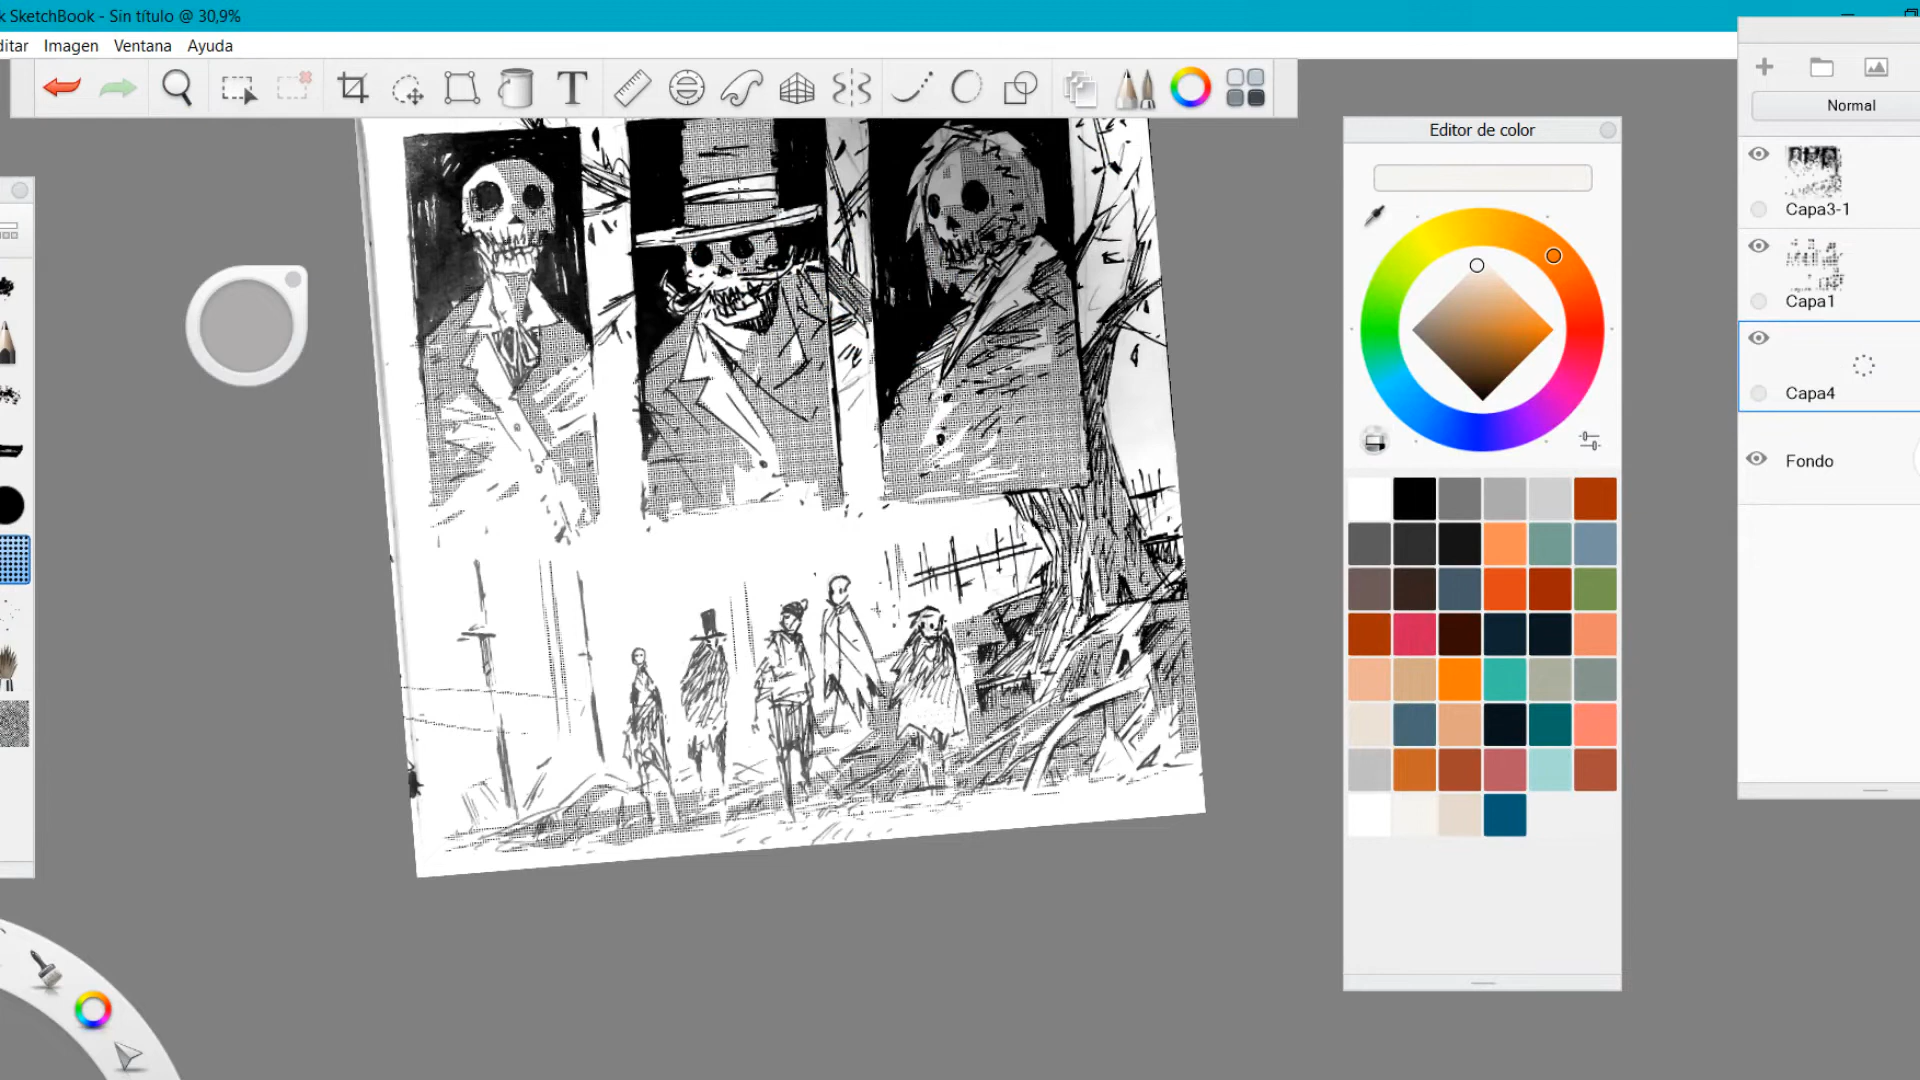 k SketchBook - Sin título @ 30,9%
ditar Imagen Ventana Ayuda
T
Normal
Editor de color
Capa3-1
Capa1
Capa4
Fondo